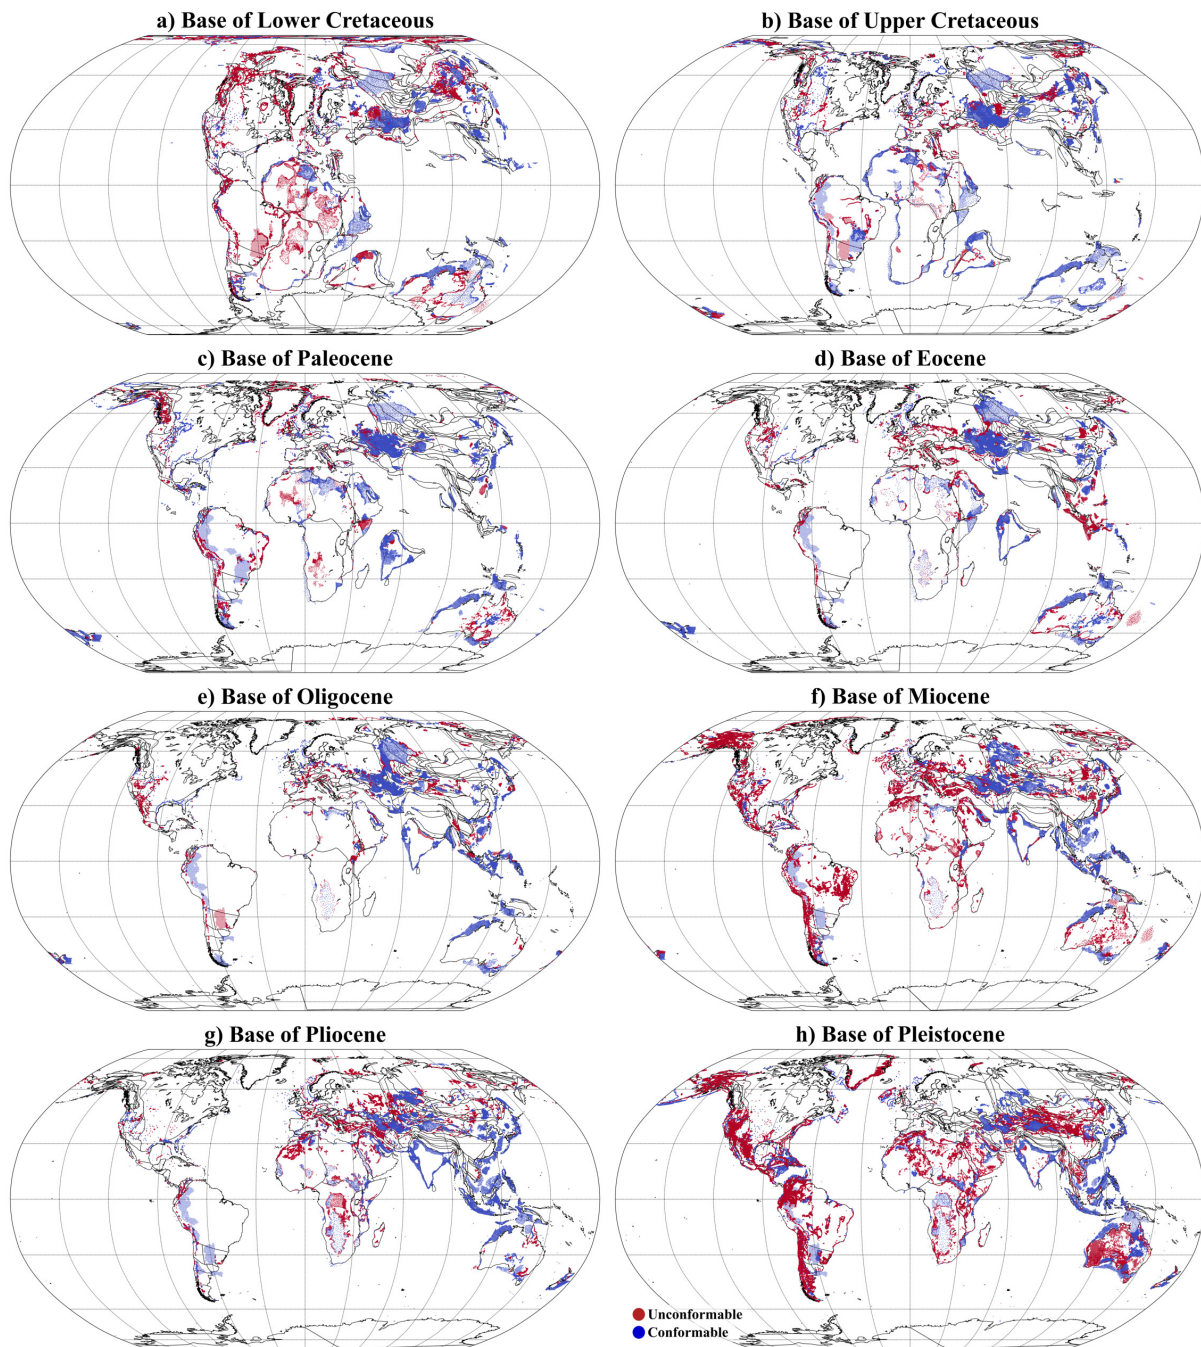 a) Base of Lower Cretaceous
b) Base of Upper Cretaceous
c) Base of Paleocene
d) Base of Eocene
e) Base of Oligocene
f) Base of Miocene
g) Base of Pliocene
h) Base of Pleistocene
Unconformable
Conformable